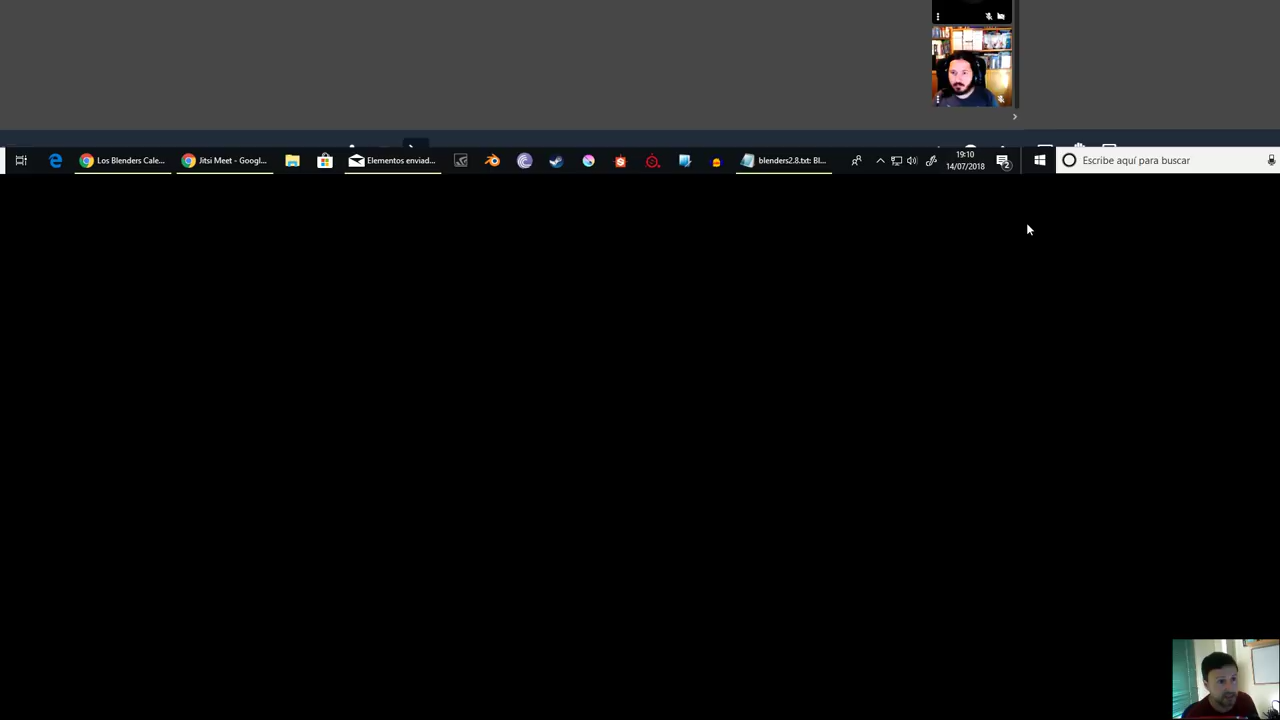 Los Blenders Cale...
Jitsi Meet - Googl...
Elementos enviad...
blenders2.8.txt: Bl...
19:10
14/07/2018
2
Escribe aquí para buscar